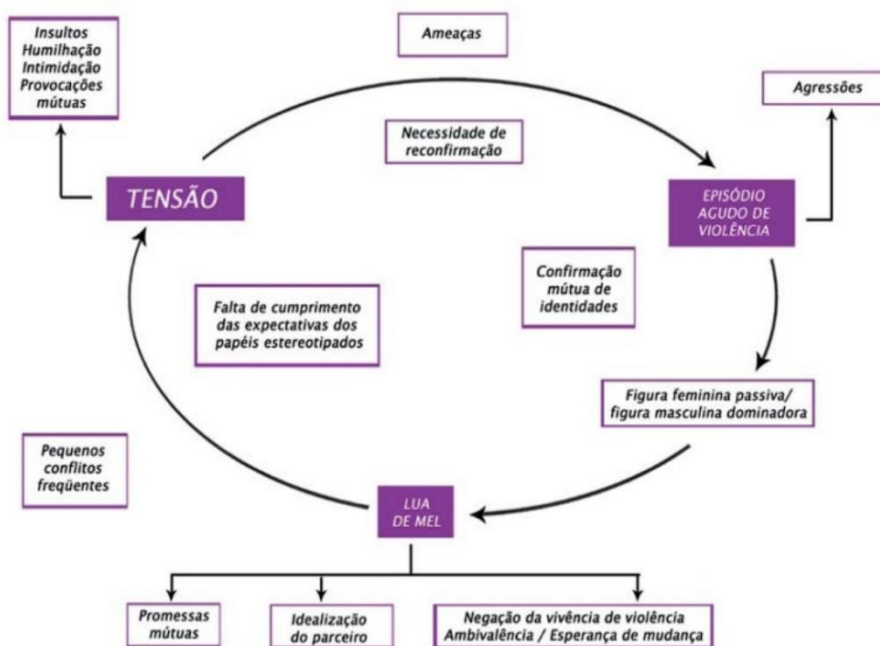 Insultos
Humilhação
Intimidação
Provocações
mútuas
Ameaças
Agressões
Necessidade de
reconfirmação
TENSÃO
EPISÓDIO
AGUDO DE
VIOLÊNCIA
Confirmação
mútua de
identidades
Falta de cumprimento
das expectativas dos
papéis estereotipados
Figura feminina passiva/
figura masculina dominadora
Pequenos
conflitos
freqüentes
LUA
DE MEL
Promessas
mútuas
Idealização
do parceiro
Negação da vivência de violência
Ambivalência / Esperança de mudança